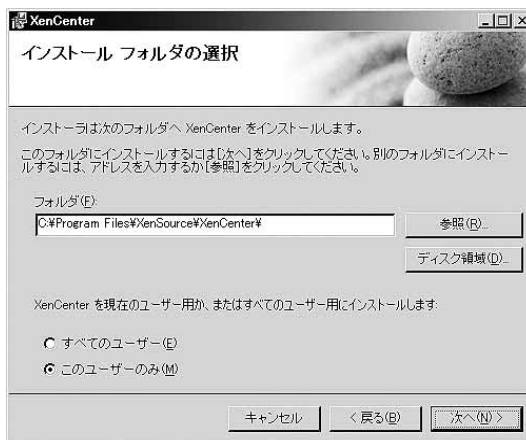 XenCenter
インストール フォルダの選択
インストーラは次のフォルダへ XenCenter をインストールします。
このフォルダにインストールするには[次へ]をクリックしてください。別のフォルダにインストー
ルするには、アドレスを入力するか[参照]をクリックしてください。
フォルダ(F):
C:¥Program Files¥XenSource¥XenCenter¥
参照(R)...
ディスク領域(D)...
XenCenter を現在のユーザー用か、またはすべてのユーザー用にインストールします:
すべてのユーザー(E)
このユーザーのみ(M)
キャンセル
< 戻る(B)
次へ(N) >